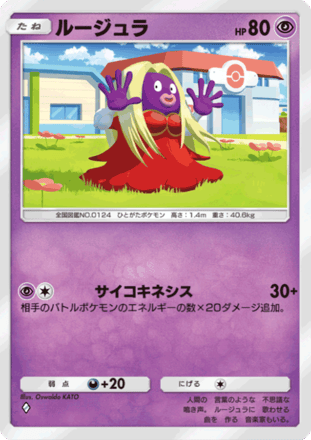 たね ルージュラ HP 80
全国図鑑NO.0124 ひとがたポケモン 高さ：1.4m 重さ：40.6kg
サイコキネシス 30+
相手のバトルポケモンのエネルギーの数×20ダメージ追加。
弱点 +20 にげる
Illus. Oswaldo KATO
人間の 言葉のような 不思議な
鳴き声。 ルージュラに 歌わせる
曲を 作る 音楽家もいる。